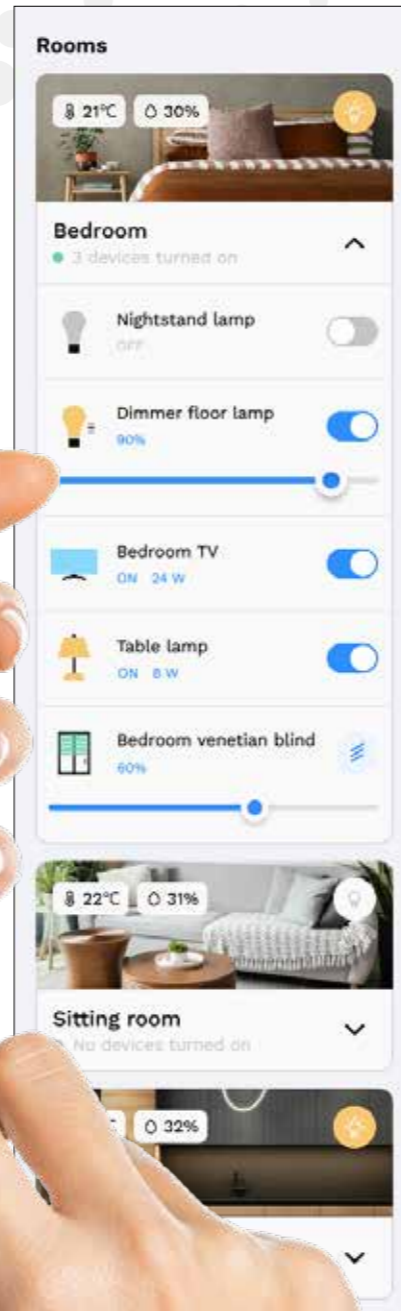 Rooms
21°C 30%
Bedroom
3 devices turned on
Nightstand lamp
OFF
Dimmer floor lamp
90%
Bedroom TV
ON 24 W
Table lamp
ON 8 W
Bedroom venetian blind
60%
22°C 31%
Sitting room
No devices turned on
32%